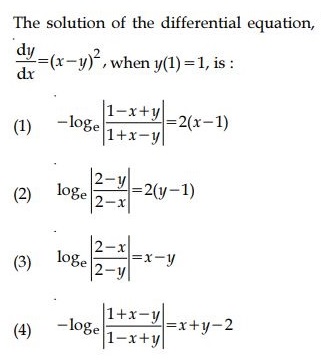 The solution of the differential equation,
dy/dx=(x−y)², when y(1)=1, is :
(1) −logₑ|(1−x+y)/(1+x−y)|=2(x−1)
(2) logₑ|(2−y)/(2−x)|=2(y−1)
(3) logₑ|(2−x)/(2−y)|=x−y
(4) −logₑ|(1+x−y)/(1−x+y)|=x+y−2